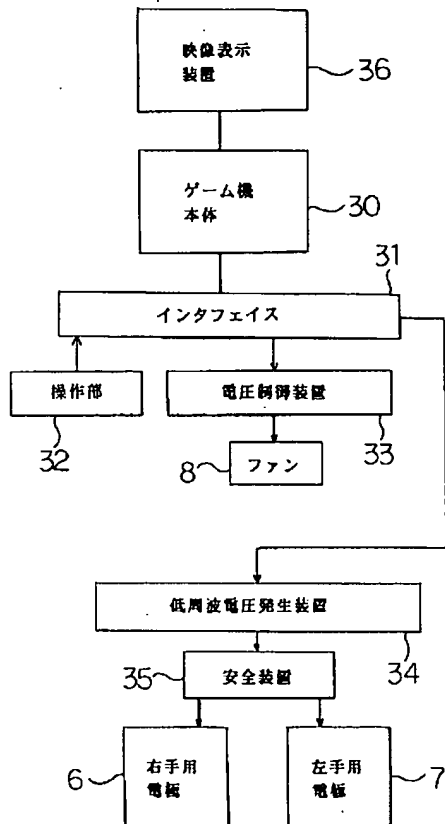 映像表示
装置
36
ゲーム機
本体
30
31
インタフェイス
操作部
32
電圧制御装置
33
8
ファン
低周波電圧発生装置
34
35
安全装置
6
右手用
電極
左手用
電極
7